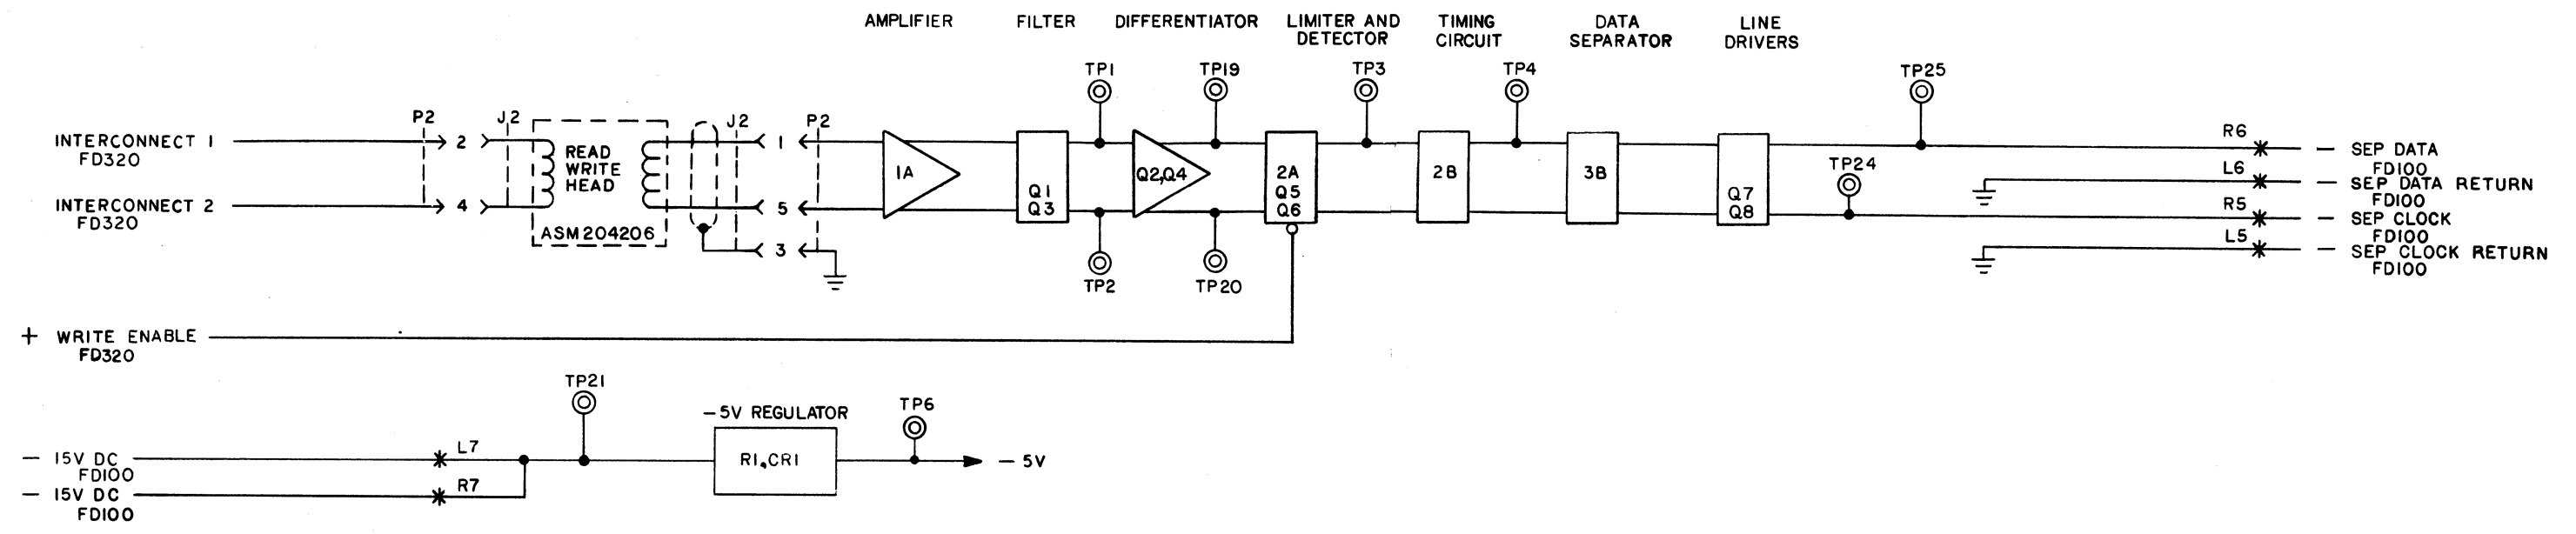 AMPLIFIER
FILTER
DIFFERENTIATOR
LIMITER AND
DETECTOR
TIMING
CIRCUIT
DATA
SEPARATOR
LINE
DRIVERS
TP1
TP19
TP3
TP4
TP25
P2
J2
J2
P2
INTERCONNECT 1
FD320
2
READ
WRITE
HEAD
1
1A
Q1
Q3
Q2,Q4
2A
Q5
Q6
2B
3B
Q7
Q8
TP24
R6
— SEP DATA
FD100
L6
— SEP DATA RETURN
FD100
R5
— SEP CLOCK
FD100
L5
— SEP CLOCK RETURN
FD100
INTERCONNECT 2
FD320
4
ASM 204206
5
3
TP2
TP20
+ WRITE ENABLE
FD320
TP21
— 5V REGULATOR
TP6
— 15V DC
FD100
L7
R1,CR1
— 5V
— 15V DC
FD100
R7